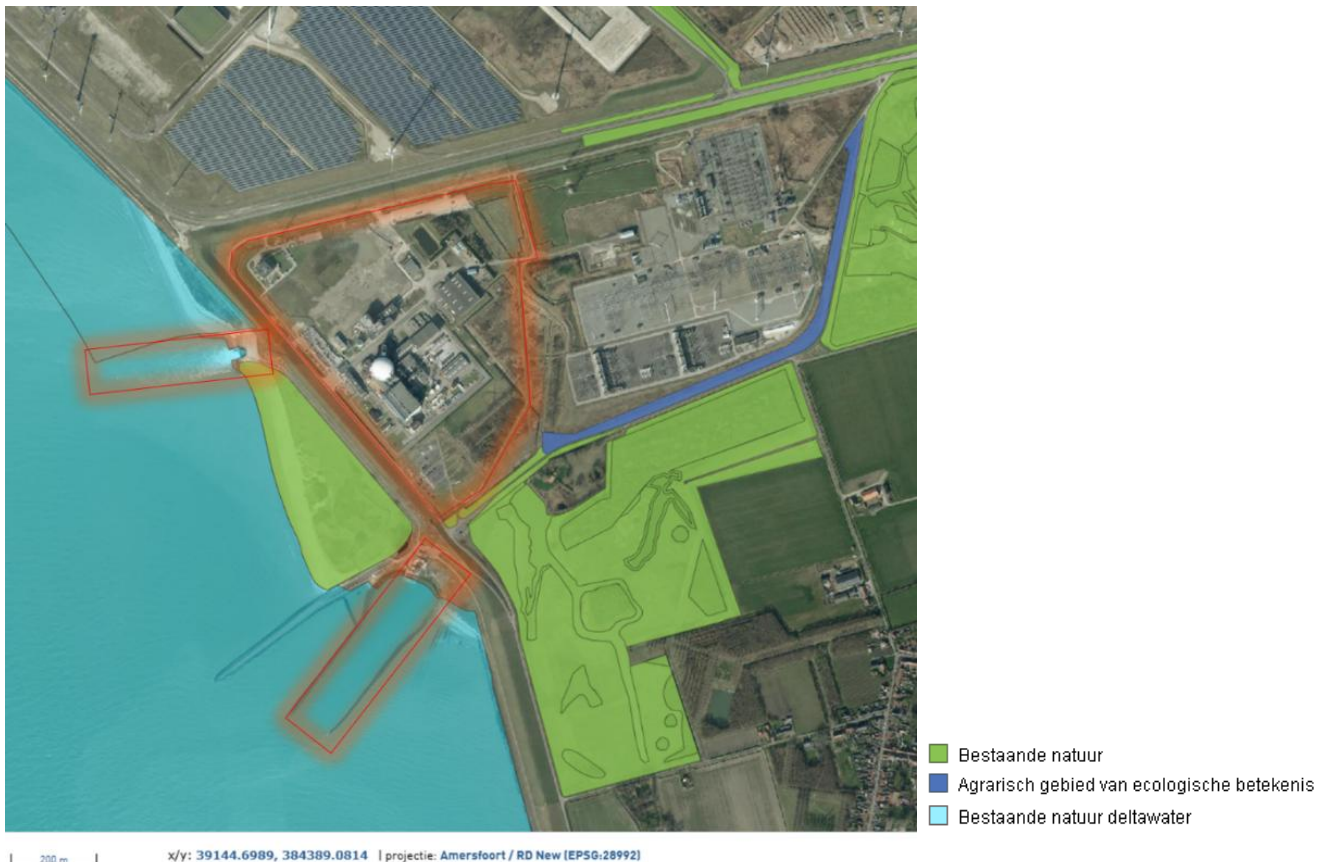 Bestaande natuur
Agrarisch gebied van ecologische betekenis
Bestaande natuur deltawater
200 m x/y: 39144.6989, 384389.0814 | projectie: Amersfoort / RD New (EPSG:28992)